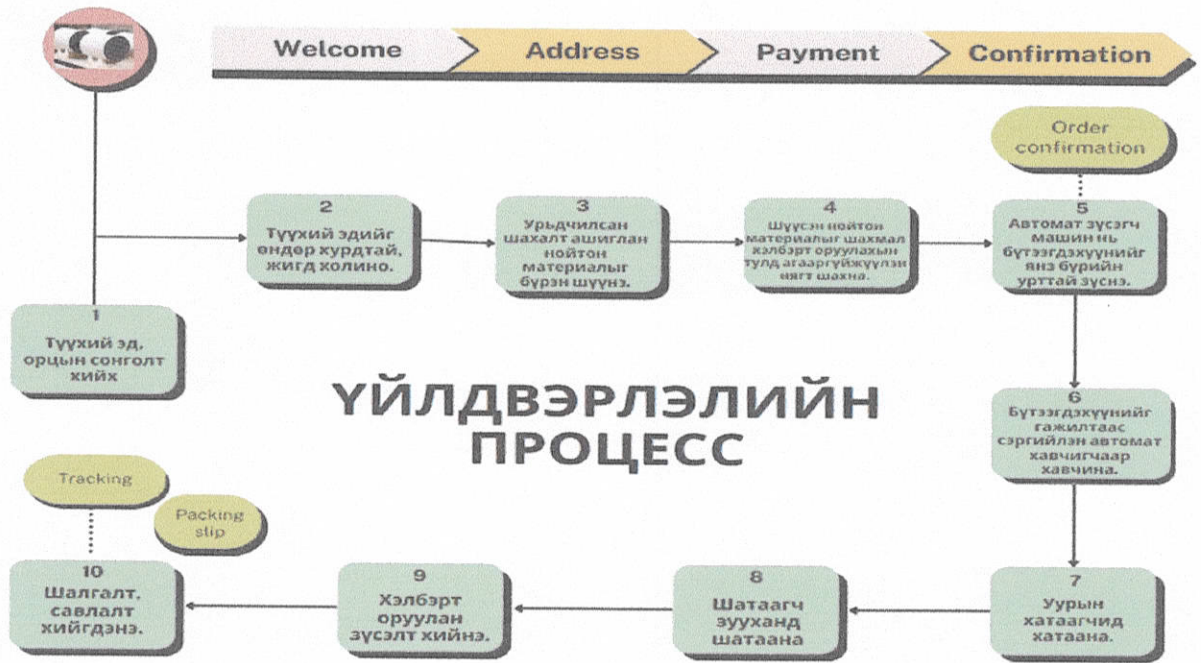 Welcome
Address
Payment
Confirmation
Order
confirmation
1
Түүхий эд,
орцын сонголт
хийх
2
Түүхий эдийг
өндөр хурдтай,
жигд холино.
3
Урьдчилсан
шахалт ашиглан
нойтон
материалыг
бүрэн шүүнэ.
4
Шүүсэн нойтон
материалыг шахмал
хэлбэрт оруулахын
тулд агааргүйжүүлэн
нягт шахна.
5
Автомат зүсэгч
машин нь
бүтээгдэхүүнийг
янз бүрийн
урттай зүснэ.
ҮЙЛДВЭРЛЭЛИЙН
ПРОЦЕСС
6
Бүтээгдэхүүнийг
гажилтаас
сэргийлэн автомат
хавчигчаар
хавчина.
7
Уурын
хатаагчид
хатаана.
8
Шатаагч
зууханд
шатаана
9
Хэлбэрт
оруулан
зүсэлт хийнэ.
Tracking
Packing
slip
10
Шалгалт,
савлалт
хийгдэнэ.